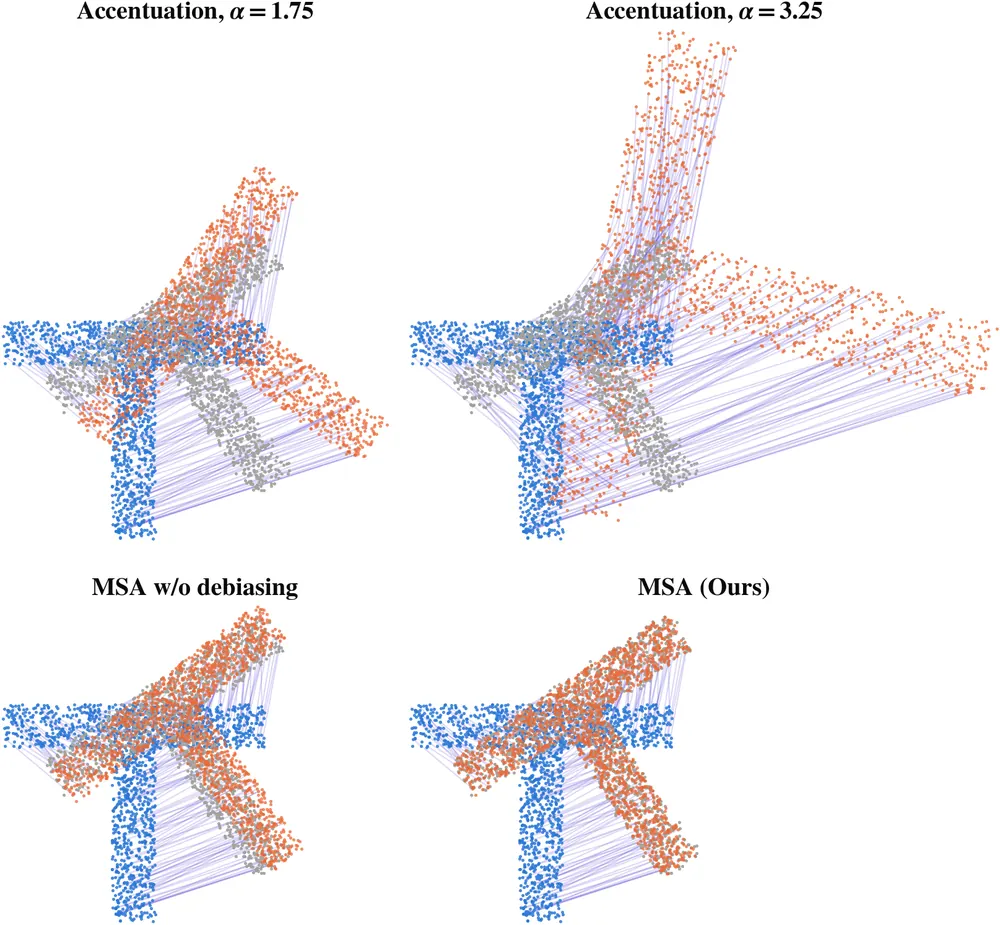 Accentuation, α = 1.75
Accentuation, α = 3.25
MSA w/o debiasing
MSA (Ours)